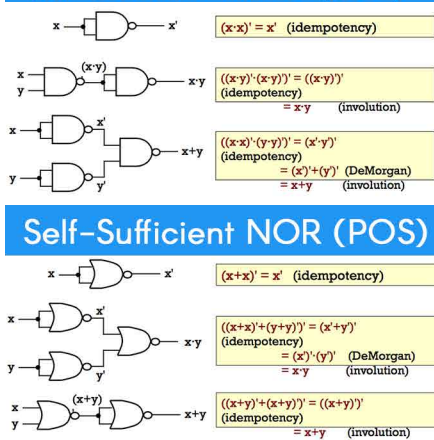 x x' (x·x)' = x' (idempotency)
x (x·y) x·y ((x·y)'·(x·y)')' = ((x·y)')'
y (idempotency)
= x·y (involution)
x x' ((x·x)'·(y·y)')' = (x'·y')'
x+y (idempotency)
= (x')'+(y')' (DeMorgan)
y y' = x+y (involution)
Self-Sufficient NOR (POS)
x x' (x+x)' = x' (idempotency)
x x' ((x+x)'+(y+y)')' = (x'+y')'
x·y (idempotency)
= (x')'·(y')' (DeMorgan)
y y' = x·y (involution)
x (x+y) x+y ((x+y)'+(x+y)')' = ((x+y)')'
y (idempotency)
= x+y (involution)